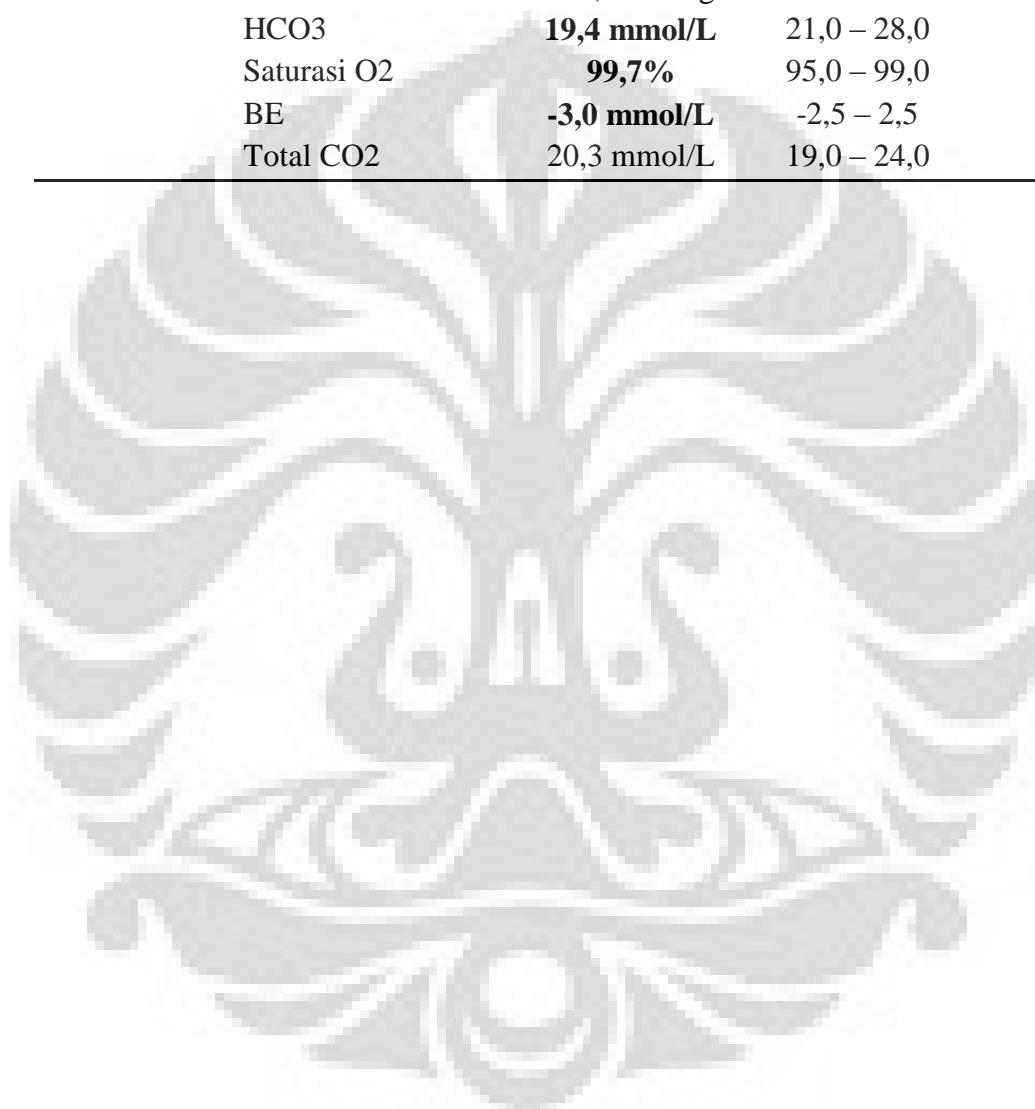 HCO3 19,4 mmol/L 21,0 – 28,0
Saturasi O2 99,7% 95,0 – 99,0
BE -3,0 mmol/L -2,5 – 2,5
Total CO2 20,3 mmol/L 19,0 – 24,0